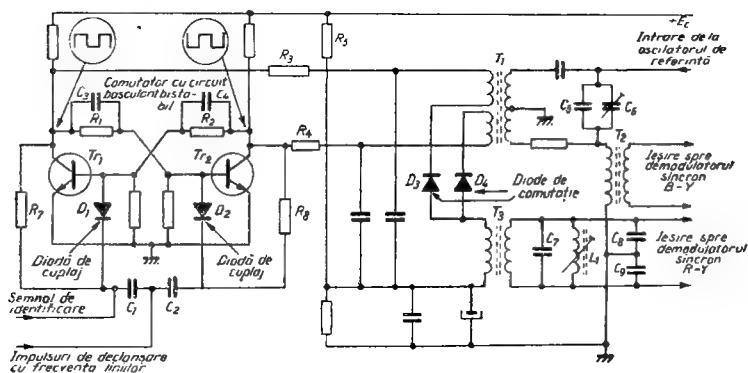 +Ec
Intrare de la
oscilatorul de
referință
R5
R3
T1
C5
C6
T2
Comutator cu circuit
basculant bista-
bil
C3
C4
R1
R2
R4
Tr1
Tr2
Ieșire spre
demodulatorul
sincron
B-Y
D3
D4
Diode de
comutație
R7
D1
D2
R8
T3
C7
L1
C8
C9
Ieșire spre
demodulatorul
sincron
R-Y
Diodă de
cuplaj
Diodă de
cuplaj
Semnal de
identificare
C1
C2
Impulsuri de declanșare
cu frecvența liniilor